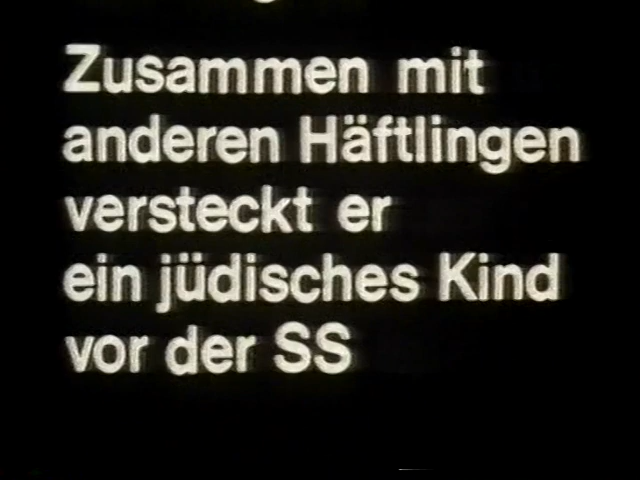 Zusammen mit
anderen Häftlingen
versteckt er
ein jüdisches Kind
vor der SS